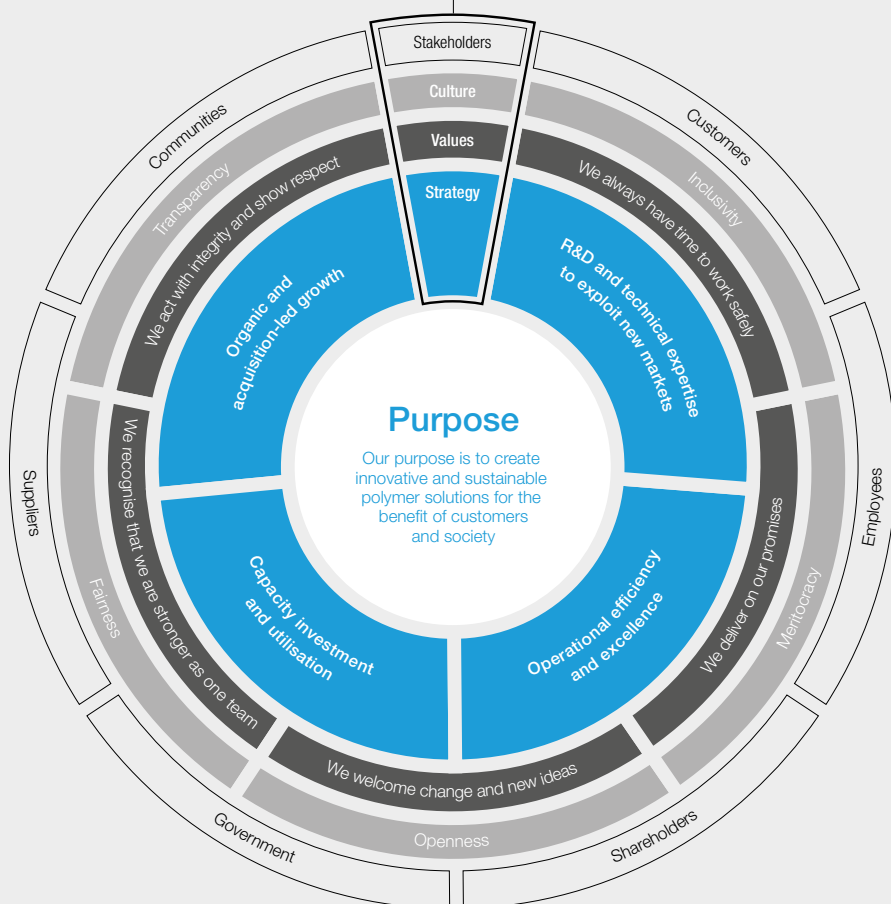 Stakeholders
Culture
Values
Strategy
Communities
Customers
Employees
Shareholders
Government
Suppliers
Transparency
Inclusivity
Meritocracy
Openness
Fairness
We act with integrity and show respect
We always have time to work safely
We deliver on our promises
We welcome change and new ideas
We recognise that we are stronger as one team
Organic and
acquisition-led growth
R&D and technical expertise
to exploit new markets
Operational efficiency
and excellence
Capacity investment
and utilisation
Purpose
Our purpose is to create
innovative and sustainable
polymer solutions for the
benefit of customers
and society